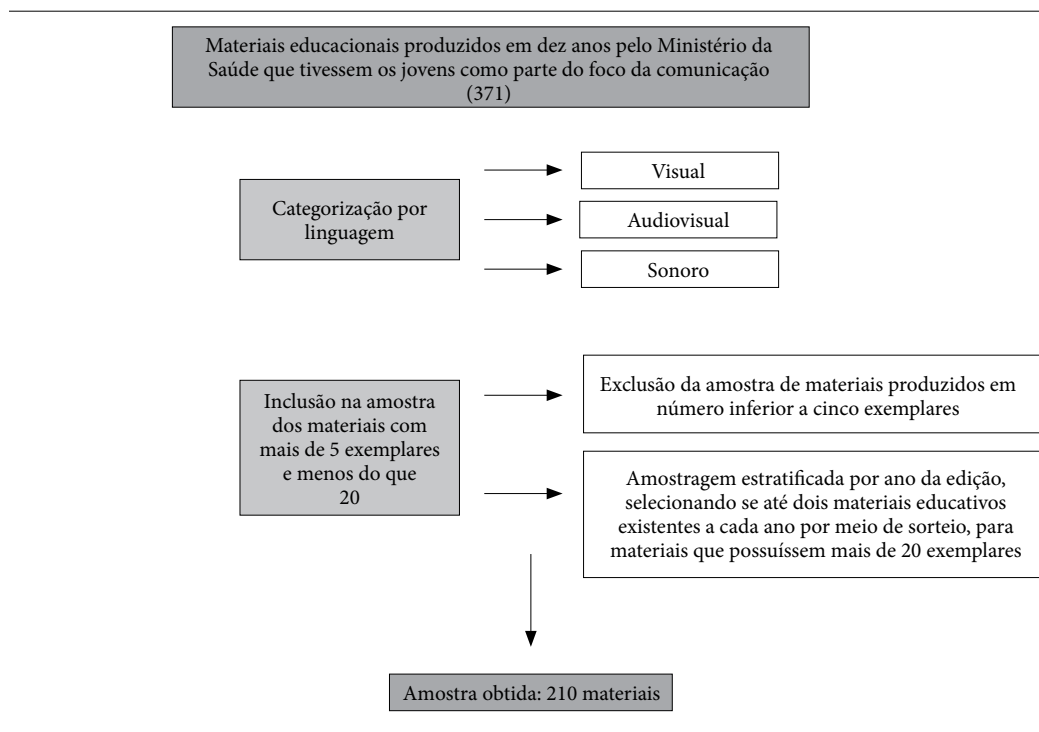 Materiais educacionais produzidos em dez anos pelo Ministério da
Saúde que tivessem os jovens como parte do foco da comunicação
(371)
Categorização por
linguagem
Visual
Audiovisual
Sonoro
Inclusão na amostra
dos materiais com
mais de 5 exemplares
e menos do que
20
Exclusão da amostra de materiais produzidos em
número inferior a cinco exemplares
Amostragem estratificada por ano da edição,
selecionando se até dois materiais educativos
existentes a cada ano por meio de sorteio, para
materiais que possuíssem mais de 20 exemplares
Amostra obtida: 210 materiais